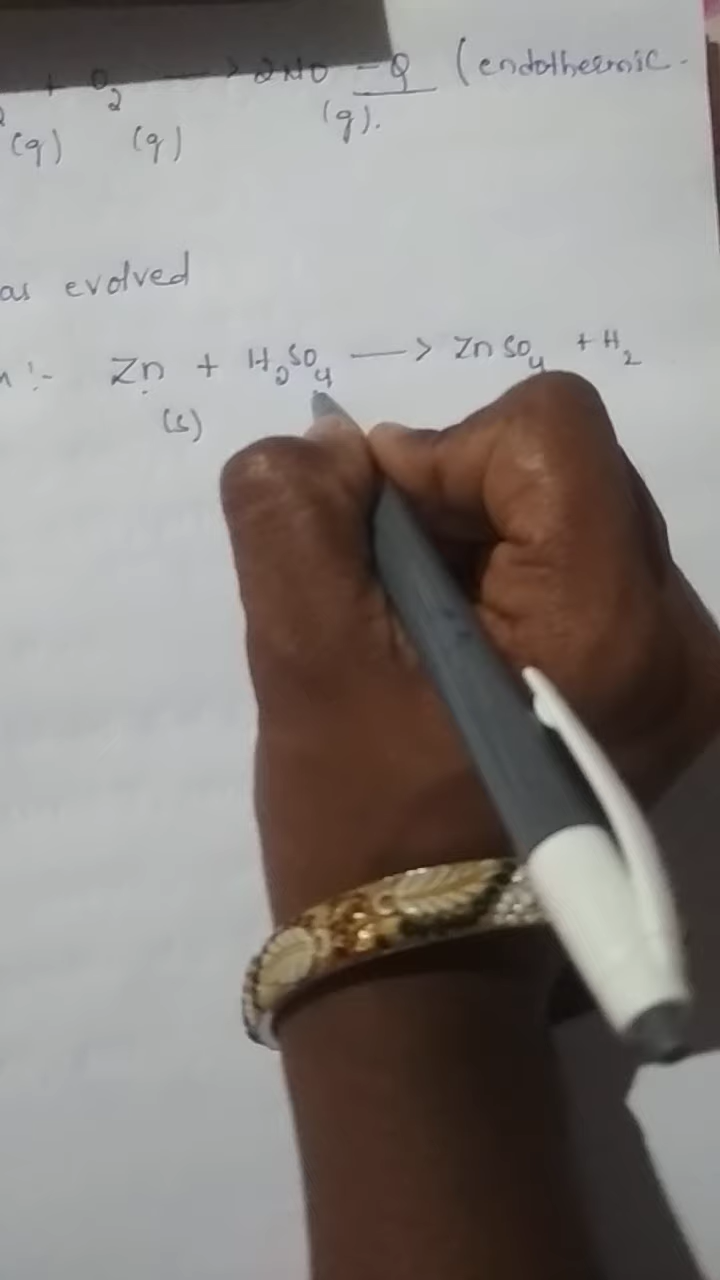 + O2 → 2NO - Q (endothermic.
(g) (g) (g).
as evolved
:- Zn + H2SO4 → ZnSO4 + H2
(s)